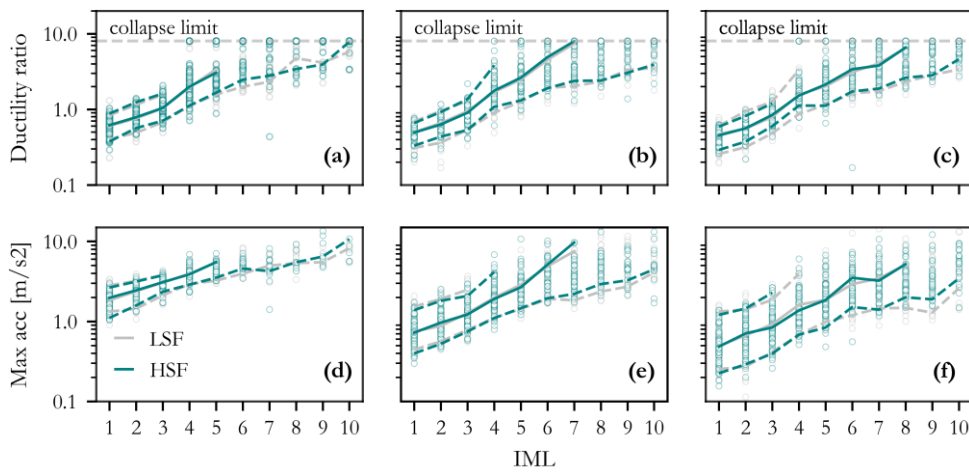 collapse limit collapse limit collapse limit
Ductility ratio
10.0
1.0
0.1
(a) (b) (c)
Max acc [m/s2]
10.0
1.0
0.1
LSF
HSF
(d) (e) (f)
1 2 3 4 5 6 7 8 9 10 1 2 3 4 5 6 7 8 9 10 1 2 3 4 5 6 7 8 9 10
IML